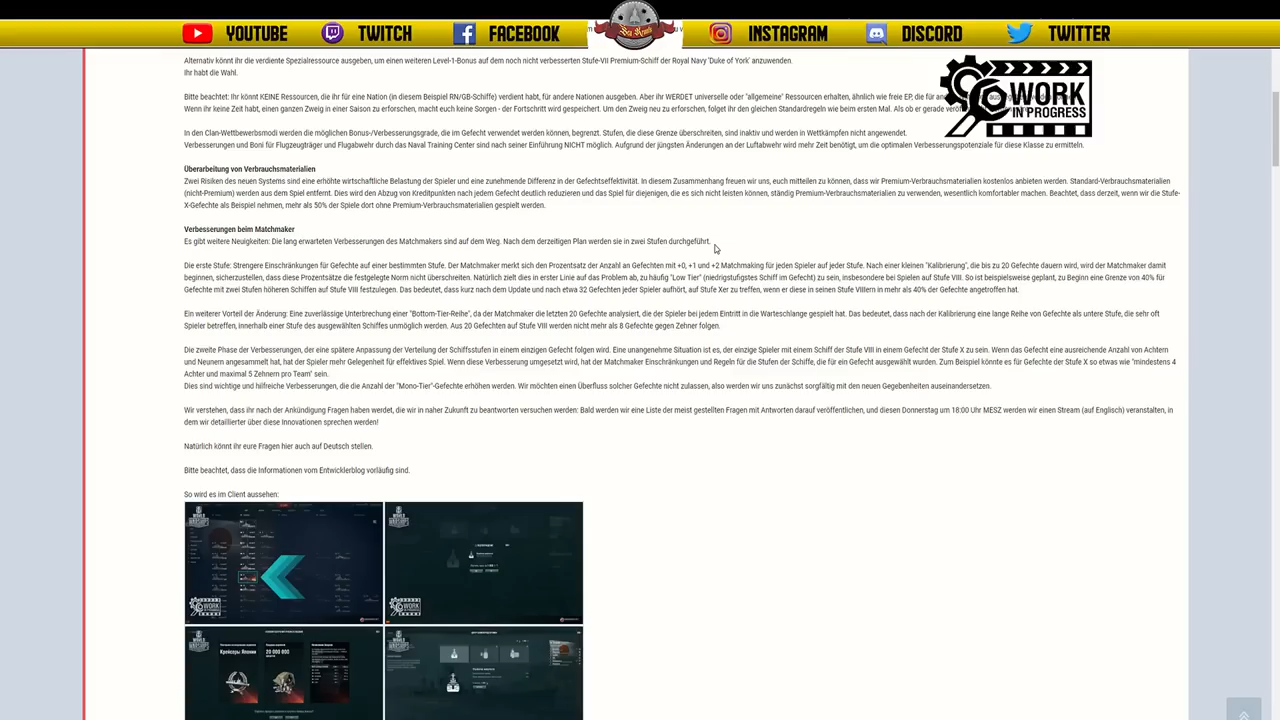 YOUTUBE TWITCH FACEBOOK INSTAGRAM DISCORD TWITTER
Alternativ könnt ihr die verdiente Spezialressource ausgeben, um einen weiteren Level-1-Bonus auf dem noch nicht verbesserten Stufe-VII Premium-Schiff der Royal Navy 'Duke of York' anzuwenden.
Ihr habt die Wahl.
WORK IN PROGRESS
Bitte beachtet: Ihr könnt KEINE Ressourcen, die ihr für eine Nation (in diesem Beispiel RN/GB-Schiffe) verdient habt, für andere Nationen ausgeben. Aber ihr WERDET universelle oder "allgemeine" Ressourcen erhalten, ähnlich wie freie EP, die für
Wenn ihr keine Zeit habt, einen ganzen Zweig in einer Saison zu erforschen, macht euch keine Sorgen - der Fortschritt wird gespeichert. Um den Zweig neu zu erforschen, folgt ihr den gleichen Standardregeln wie beim ersten Mal. Als ob er gerade
In den Clan-Wettbewerbsmodi werden die möglichen Bonus-/Verbesserungsgrade, die im Gefecht verwendet werden können, begrenzt. Stufen, die diese Grenze überschreiten, sind inaktiv und werden in Wettkämpfen nicht angewendet.
Verbesserungen und Boni für Flugzeugträger und Flugabwehr durch das Naval Training Center sind nach seiner Einführung NICHT möglich. Aufgrund der jüngsten Änderungen an der Luftabwehr wird mehr Zeit benötigt, um die optimalen Verbesserungspotenziale für diese Klasse zu ermitteln.
Überarbeitung von Verbrauchsmaterialien
Zwei Risiken des neuen Systems sind eine erhöhte wirtschaftliche Belastung der Spieler und eine zunehmende Differenz in der Gefechtseffektivität. In diesem Zusammenhang freuen wir uns, euch mitteilen zu können, dass wir Premium-Verbrauchsmaterialien kostenlos anbieten werden. Standard-Verbrauchsmaterialien
(nicht-Premium) werden aus dem Spiel entfernt. Dies wird den Abzug von Kreditpunkten nach jedem Gefecht deutlich reduzieren und das Spiel für diejenigen, die es sich nicht leisten können, ständig Premium-Verbrauchsmaterialien zu verwenden, wesentlich komfortabler machen. Beachtet, dass derzeit, wenn wir die Stufe-
X-Gefechte als Beispiel nehmen, mehr als 50% der Spiele dort ohne Premium-Verbrauchsmaterialien gespielt werden.
Verbesserungen beim Matchmaker
Es gibt weitere Neuigkeiten: Die lang erwarteten Verbesserungen des Matchmakers sind auf dem Weg. Nach dem derzeitigen Plan werden sie in zwei Stufen durchgeführt.
Die erste Stufe: Strengere Einschränkungen für Gefechte auf einer bestimmten Stufe. Der Matchmaker merkt sich den Prozentsatz der Anzahl an Gefechten mit +0, +1 und +2 Matchmaking für jeden Spieler auf jeder Stufe. Nach einer kleinen "Kalibrierung", die bis zu 20 Gefechte dauern wird, wird der Matchmaker damit
beginnen, sicherzustellen, dass diese Prozentsätze die festgelegte Norm nicht überschreiten. Natürlich zielt dies in erster Linie auf das Problem ab, zu häufig "Low Tier" (niedrigstufigstes Schiff im Gefecht) zu sein, insbesondere bei Spielen auf Stufe VIII. So ist beispielsweise geplant, zu Beginn eine Grenze von 40% für
Gefechte mit zwei Stufen höheren Schiffen auf Stufe VIII festzulegen. Das bedeutet, dass kurz nach dem Update und nach etwa 32 Gefechten jeder Spieler aufhört, auf Stufe Xer zu treffen, wenn er diese in seinen Stufe VIIIern in mehr als 40% der Gefechte angetroffen hat.
Ein weiterer Vorteil der Änderung: Eine zuverlässige Unterbrechung einer "Bottom-Tier-Reihe", da der Matchmaker die letzten 20 Gefechte analysiert, die der Spieler bei jedem Eintritt in die Warteschlange gespielt hat. Das bedeutet, dass nach der Kalibrierung eine lange Reihe von Gefechten als untere Stufe, die sehr oft
Spieler betreffen, innerhalb einer Stufe des ausgewählten Schiffes unmöglich werden. Aus 20 Gefechten auf Stufe VIII werden nicht mehr als 8 Gefechte gegen Zehner folgen.
Die zweite Phase der Verbesserungen, der eine spätere Anpassung der Verteilung der Schiffsstufen in einem einzigen Gefecht folgen wird. Eine unangenehme Situation ist es, der einzige Spieler mit einem Schiff der Stufe VIII in einem Gefecht der Stufe X zu sein. Wenn das Gefecht eine ausreichende Anzahl von Achtern
und Neunern angesammelt hat, hat der Spieler mehr Gelegenheit für effektives Spiel. Wenn diese Verbesserung umgesetzt wird, hat der Matchmaker Einschränkungen und Regeln für die Stufen der Schiffe, die für ein Gefecht ausgewählt wurden. Zum Beispiel könnte es für Gefechte der Stufe X so etwas wie "mindestens 4
Achter und maximal 5 Zehnern pro Team" sein.
Dies sind wichtige und hilfreiche Verbesserungen, die die Anzahl der "Mono-Tier"-Gefechte erhöhen werden. Wir möchten einen Überfluss solcher Gefechte nicht zulassen, also werden wir uns zunächst sorgfältig mit den neuen Gegebenheiten auseinandersetzen.
Wir verstehen, dass ihr nach der Ankündigung Fragen haben werdet, die wir in naher Zukunft zu beantworten versuchen werden: Bald werden wir eine Liste der meist gestellten Fragen mit Antworten darauf veröffentlichen, und diesen Donnerstag um 18:00 Uhr MESZ werden wir einen Stream (auf Englisch) veranstalten, in
dem wir detaillierter über diese Innovationen sprechen werden!
Natürlich könnt ihr eure Fragen hier auch auf Deutsch stellen.
Bitte beachtet, dass die Informationen vom Entwicklerblog vorläufig sind.
So wird es im Client aussehen:
WORK IN PROGRESS
WORK IN PROGRESS
Крейсеры Японии
20 000 000